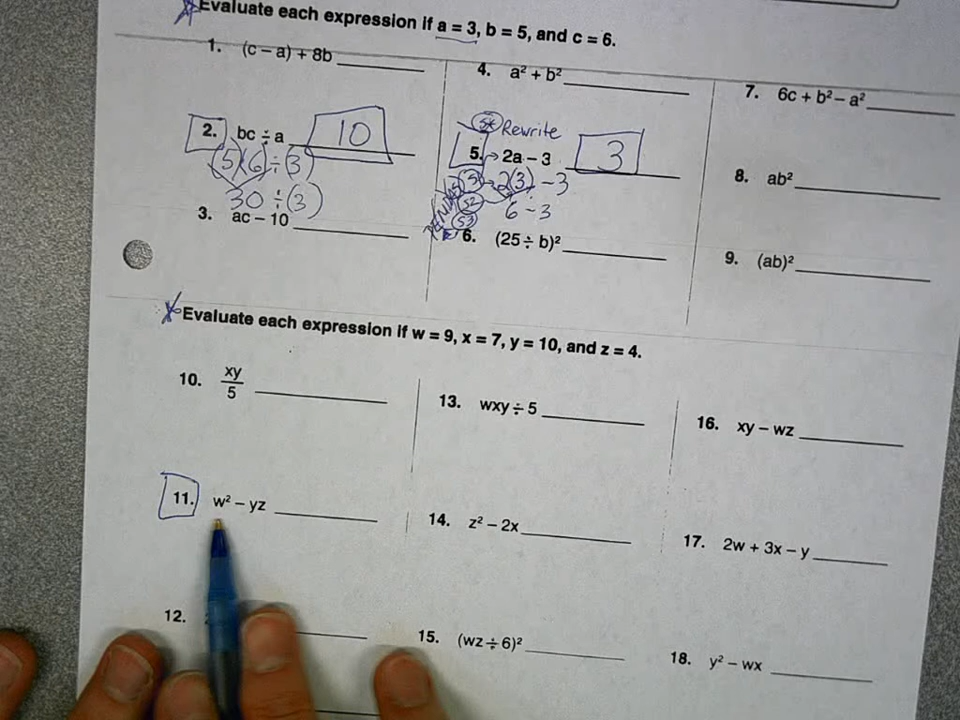 Evaluate each expression if a = 3, b = 5, and c = 6.
1. (c – a) + 8b
4. a² + b²
7. 6c + b² – a²
2. bc ÷ a 10
(5)(6) ÷ (3)
30 ÷ (3)
Rewrite
5. → 2a – 3 3
2(3) – 3
6 – 3
PEMDAS
S1
S2
S3
8. ab²
3. ac – 10
6. (25 ÷ b)²
9. (ab)²
Evaluate each expression if w = 9, x = 7, y = 10, and z = 4.
10. xy/5
13. wxy ÷ 5
16. xy – wz
11. w² – yz
14. z² – 2x
17. 2w + 3x – y
12.
15. (wz ÷ 6)²
18. y² – wx